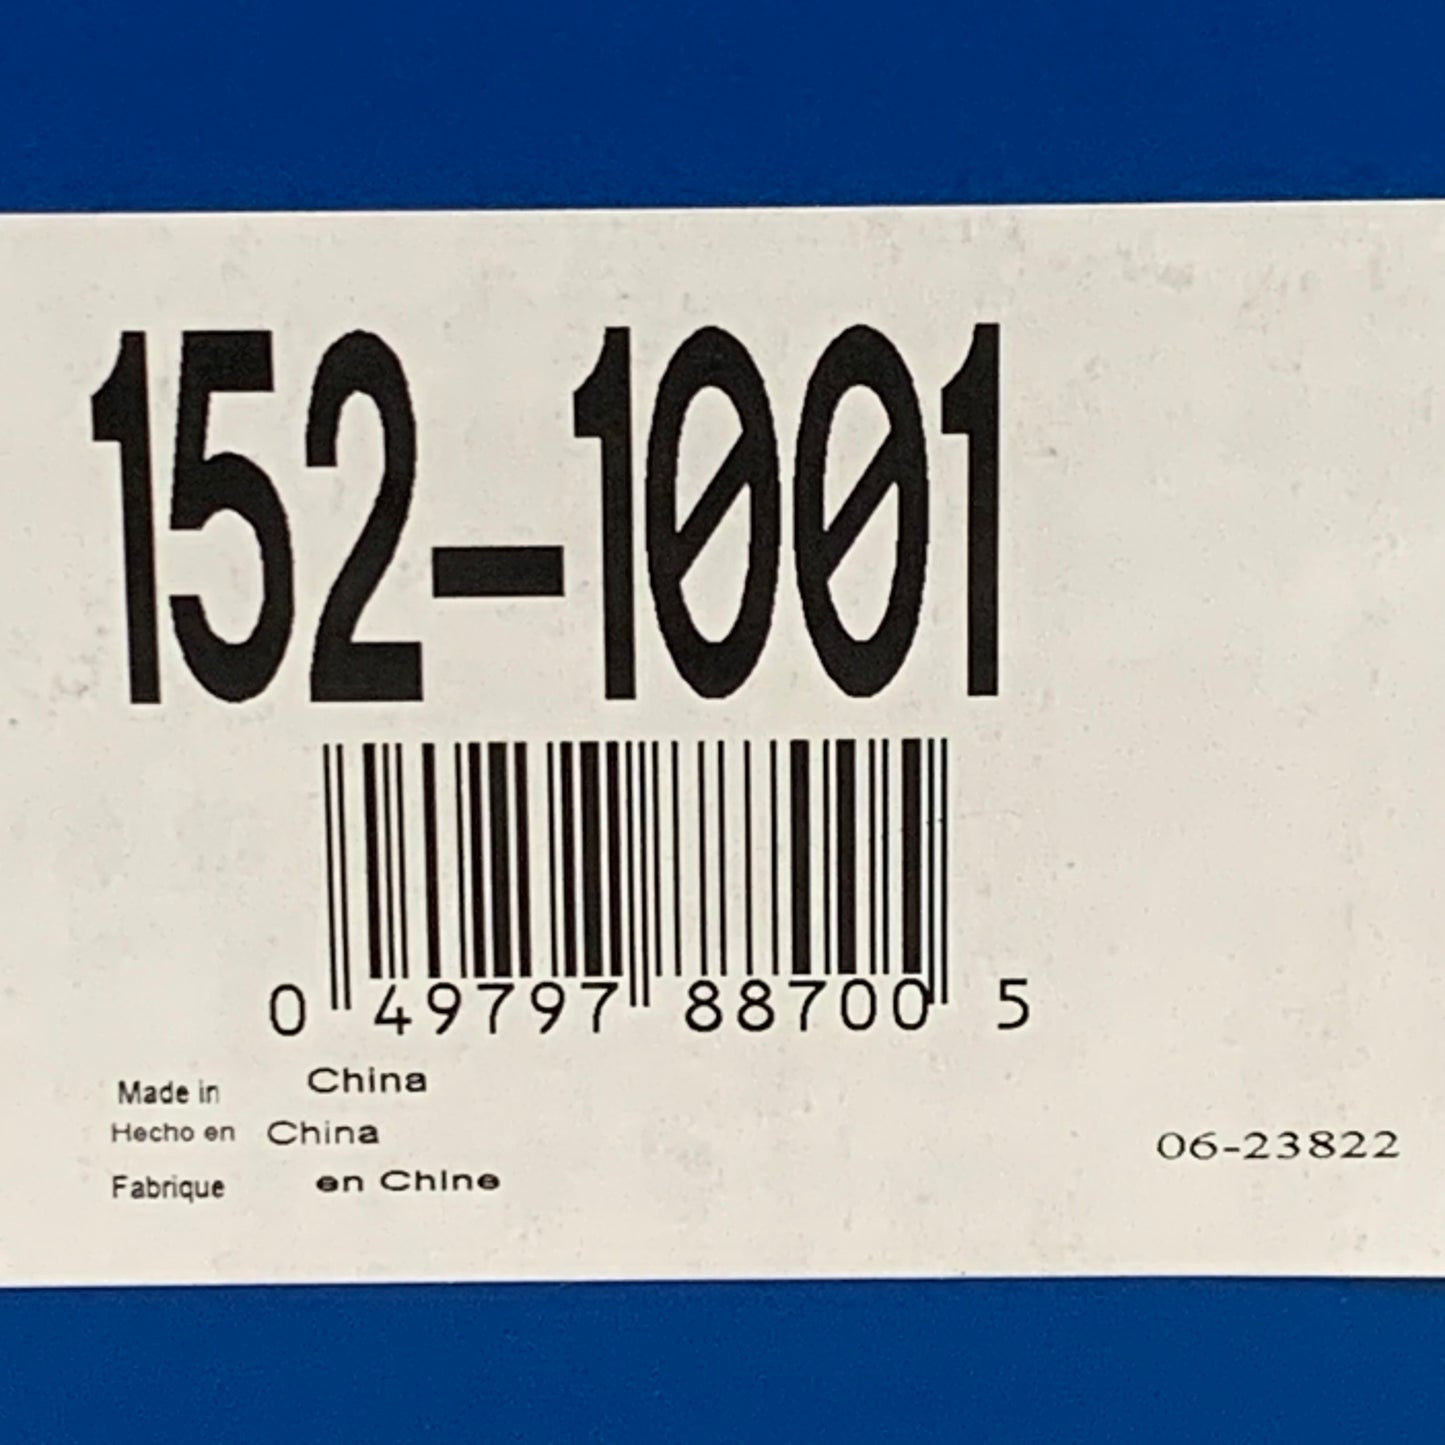 152-1001
0 49797 88700 5
Made in China
Hecho en China
Fabrique en Chine
06-23822